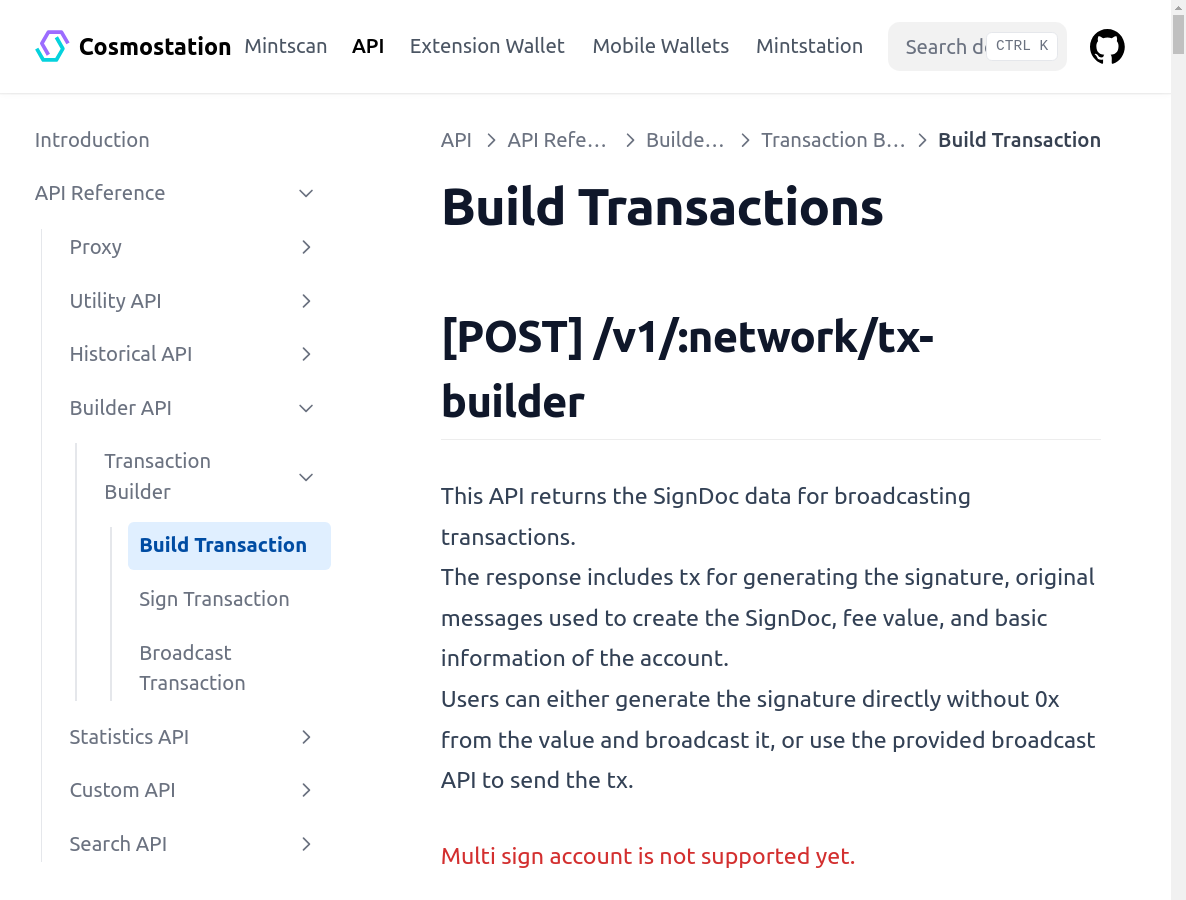 Cosmostation Mintscan API Extension Wallet Mobile Wallets Mintstation Search d CTRL K
Introduction
API Reference
Proxy
Utility API
Historical API
Builder API
Transaction
Builder
Build Transaction
Sign Transaction
Broadcast
Transaction
Statistics API
Custom API
Search API
API API Refe… Builde… Transaction B… Build Transaction
Build Transactions
[POST] /v1/:network/tx-
builder
This API returns the SignDoc data for broadcasting
transactions.
The response includes tx for generating the signature, original
messages used to create the SignDoc, fee value, and basic
information of the account.
Users can either generate the signature directly without 0x
from the value and broadcast it, or use the provided broadcast
API to send the tx.
Multi sign account is not supported yet.